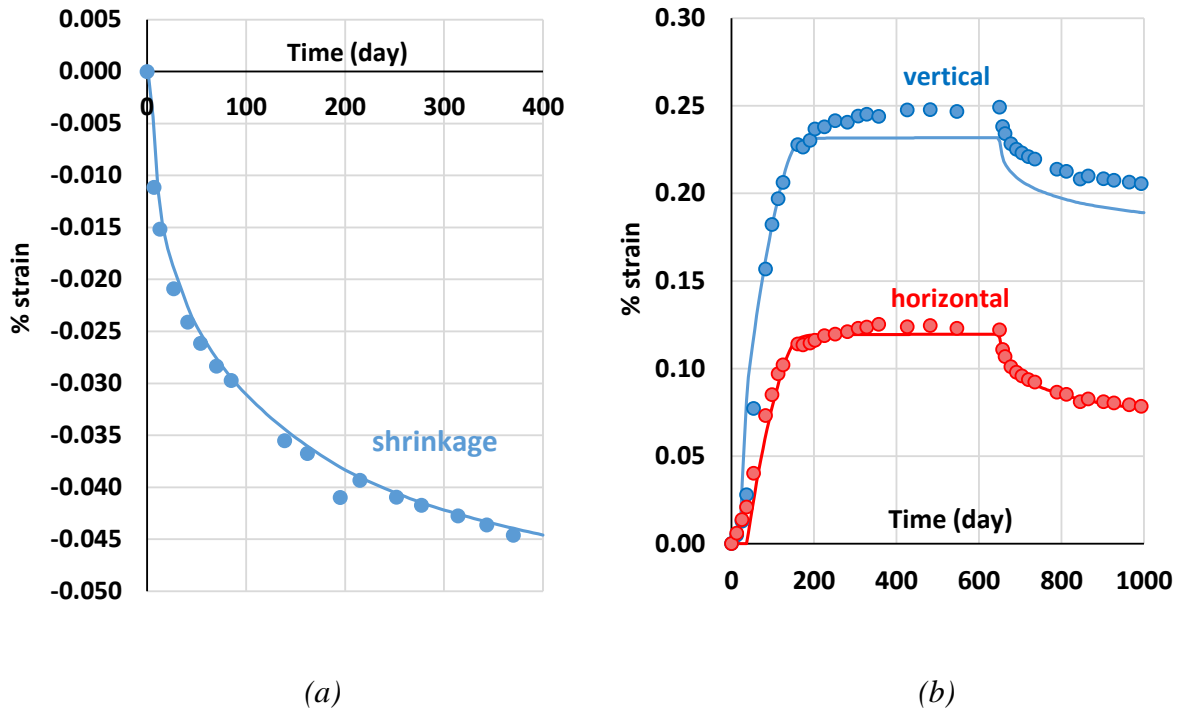 0.005
0.000
-0.005
-0.010
-0.015
-0.020
-0.025
-0.030
-0.035
-0.040
-0.045
-0.050
% strain
Time (day)
0 100 200 300 400
shrinkage
(a)
0.30
0.25
0.20
0.15
0.10
0.05
0.00
% strain
vertical
horizontal
Time (day)
0 200 400 600 800 1000
(b)